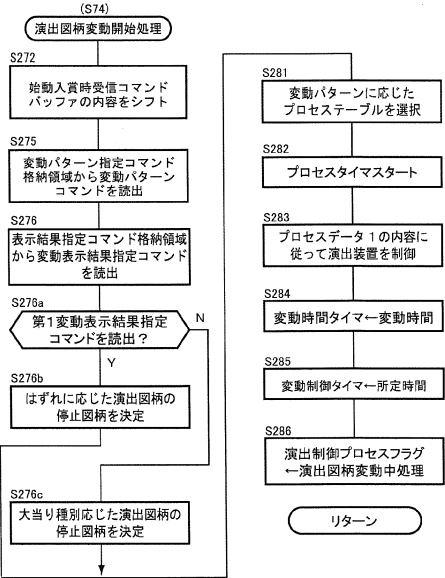 (S74)
演出図柄変動開始処理
S272
始動入賞時受信コマンド
バッファの内容をシフト
S275
変動パターン指定コマンド
格納領域から変動パターン
コマンドを読出
S276
表示結果指定コマンド格納領域
から変動表示結果指定コマンド
を読出
S276a
第1変動表示結果指定
コマンドを読出？
N
Y
S276b
はずれに応じた演出図柄の
停止図柄を決定
S276c
大当り種別応じた演出図柄の
停止図柄を決定
S281
変動パターンに応じた
プロセステーブルを選択
S282
プロセスタイマスタート
S283
プロセスデータ1の内容に
従って演出装置を制御
S284
変動時間タイマ←変動時間
S285
変動制御タイマ←所定時間
S286
演出制御プロセスフラグ
←演出図柄変動中処理
リターン